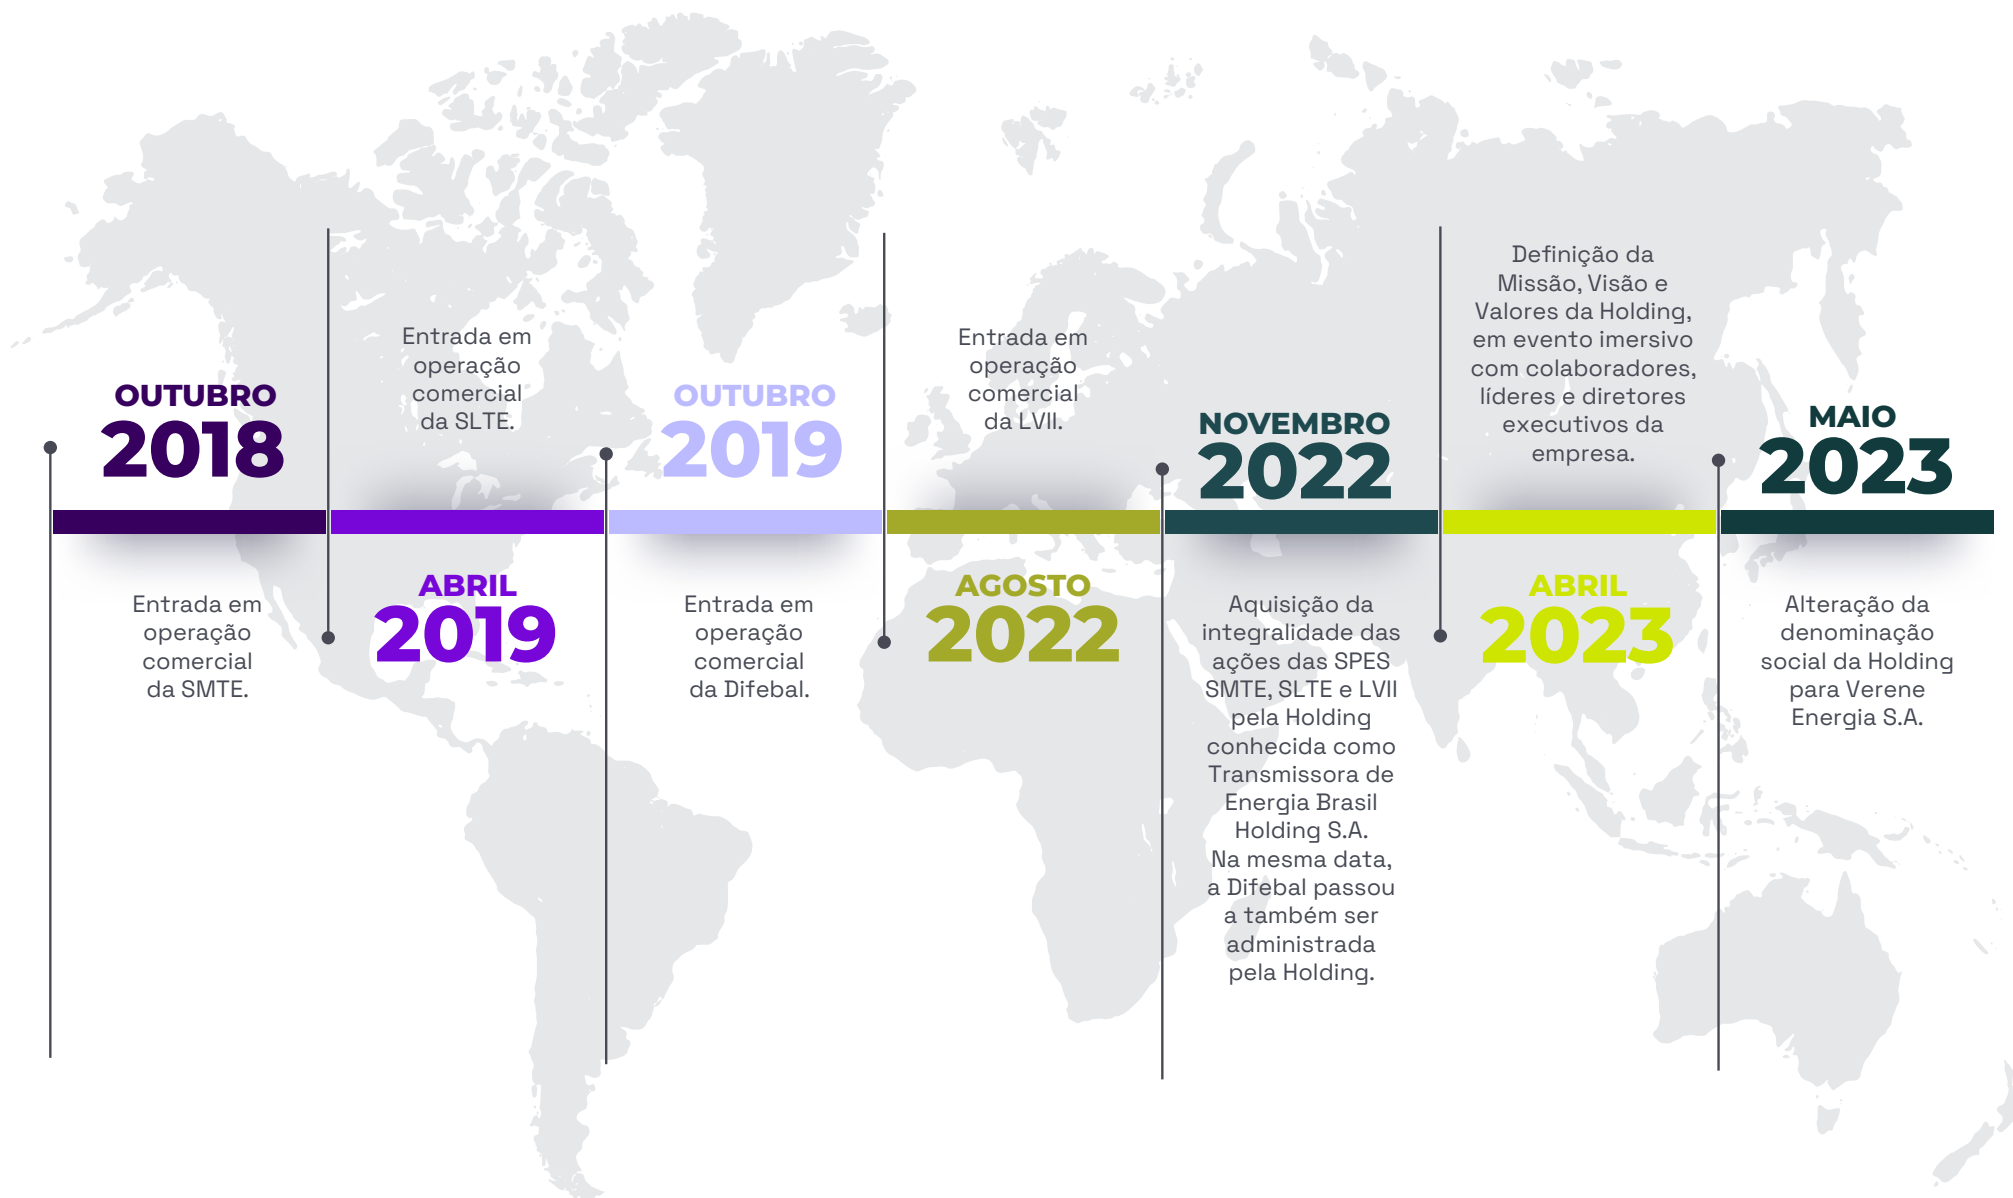 OUTUBRO
2018
Entrada em
operação
comercial
da SMTE.
Entrada em
operação
comercial
da SLTE.
ABRIL
2019
OUTUBRO
2019
Entrada em
operação
comercial
da Difebal.
Entrada em
operação
comercial
da LVII.
AGOSTO
2022
NOVEMBRO
2022
Aquisição da
integralidade das
ações das SPES
SMTE, SLTE e LVII
pela Holding
conhecida como
Transmissora de
Energia Brasil
Holding S.A.
Na mesma data,
a Difebal passou
a também ser
administrada
pela Holding.
Definição da
Missão, Visão e
Valores da Holding,
em evento imersivo
com colaboradores,
líderes e diretores
executivos da
empresa.
ABRIL
2023
MAIO
2023
Alteração da
denominação
social da Holding
para Verene
Energia S.A.